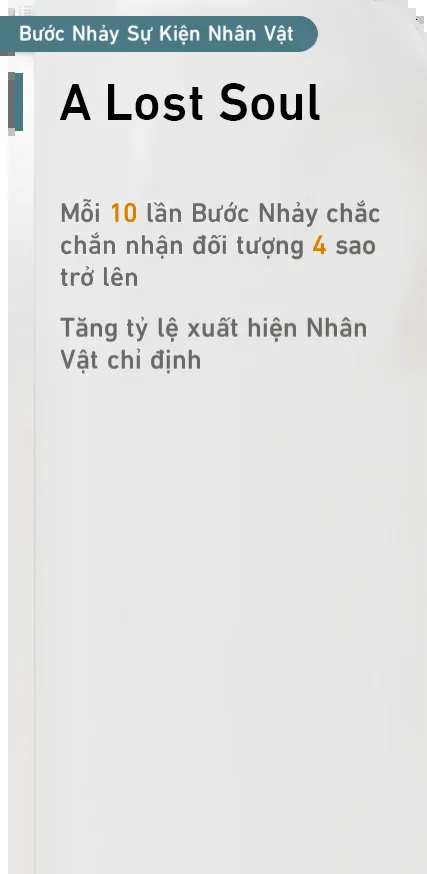 Bước Nhảy Sự Kiện Nhân Vật
A Lost Soul
Mỗi 10 lần Bước Nhảy chắc
chắn nhận đối tượng 4 sao
trở lên
Tăng tỷ lệ xuất hiện Nhân
Vật chỉ định